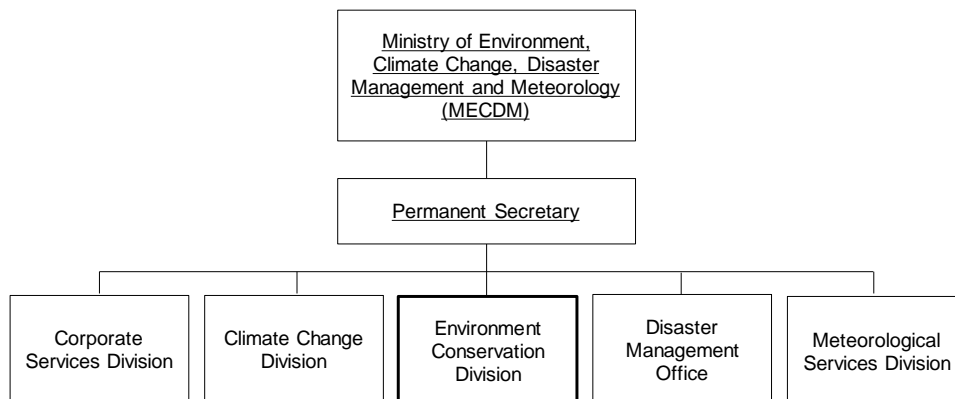 Ministry of Environment,
Climate Change, Disaster
Management and Meteorology
(MECDM)
Permanent Secretary
Corporate
Services Division
Climate Change
Division
Environment
Conservation
Division
Disaster
Management
Office
Meteorological
Services Division